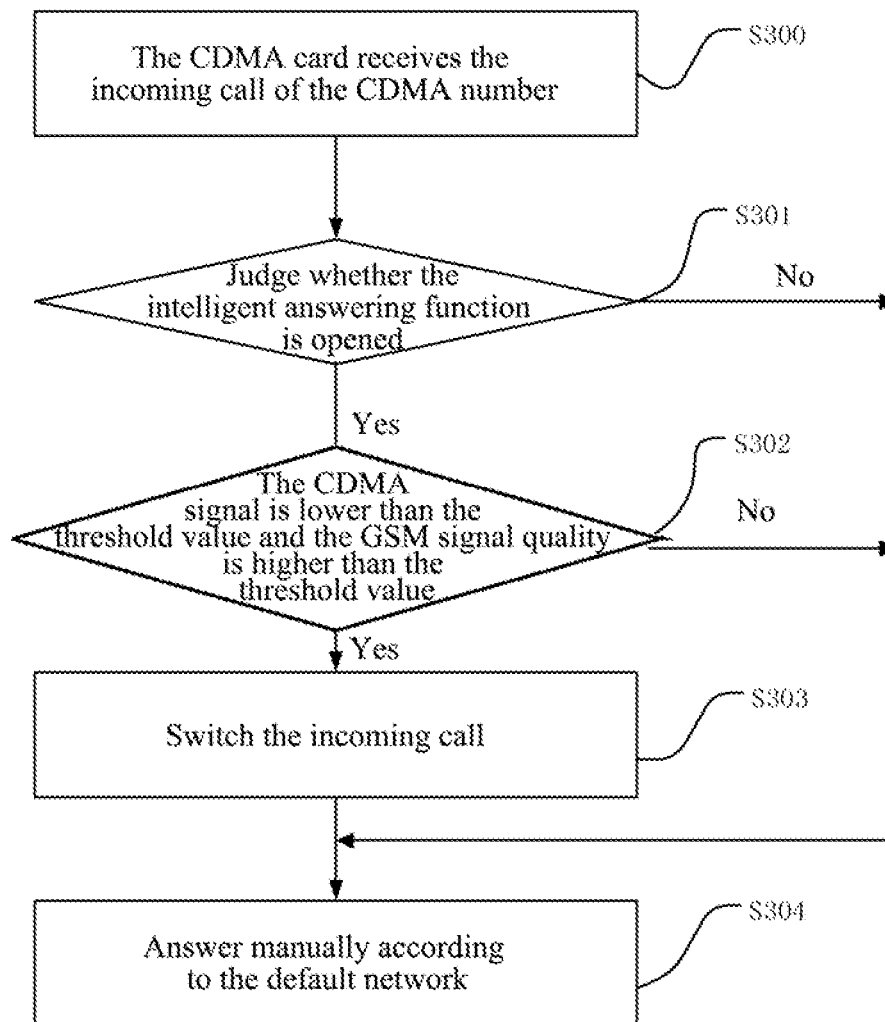 The CDMA card receives the
incoming call of the CDMA number
S300
Judge whether the
intelligent answering function
is opened
S301
No
Yes
The CDMA
signal is lower than the
threshold value and the GSM signal quality
is higher than the
threshold value
S302
No
Yes
Switch the incoming call
S303
Answer manually according
to the default network
S304